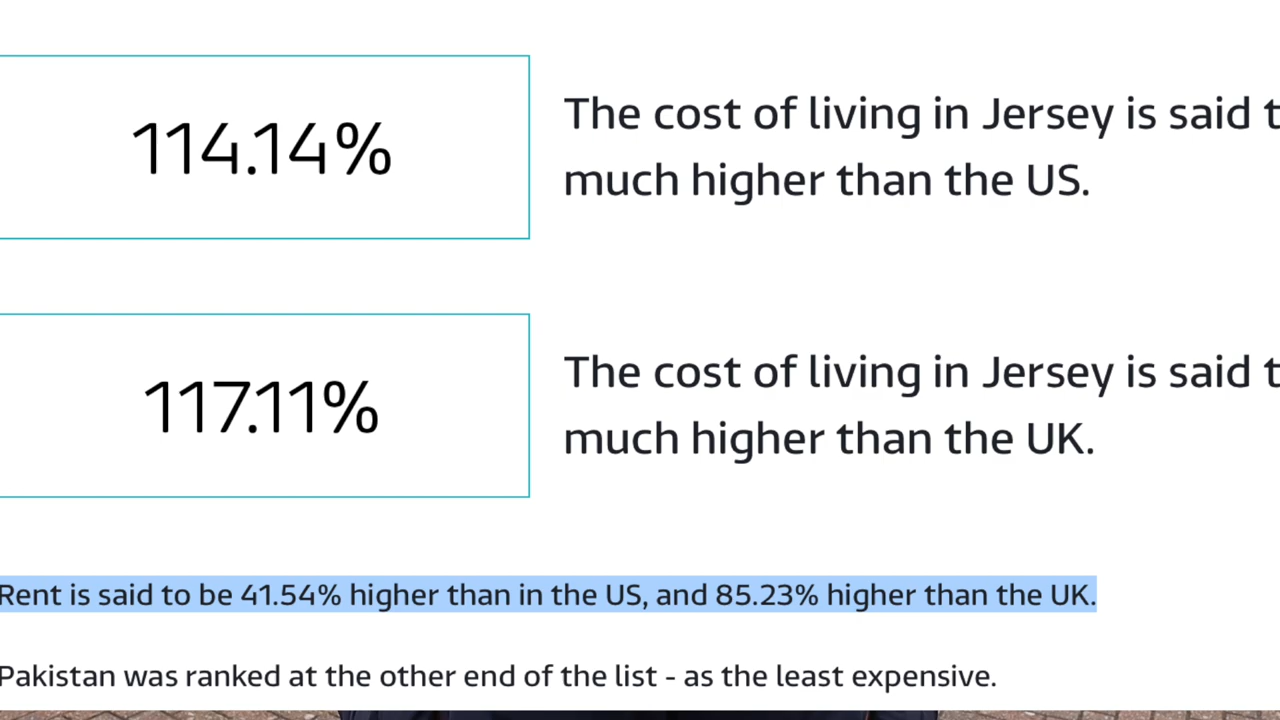 114.14%
The cost of living in Jersey is said
much higher than the US.
117.11%
The cost of living in Jersey is said
much higher than the UK.
Rent is said to be 41.54% higher than in the US, and 85.23% higher than the UK.
Pakistan was ranked at the other end of the list - as the least expensive.